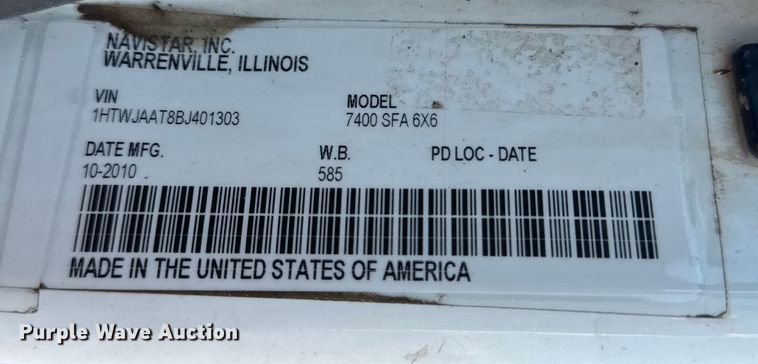 NAVISTAR, INC.
WARRENVILLE, ILLINOIS
VIN MODEL
1HTWJAAT8BJ401303 7400 SFA 6X6
DATE MFG. W.B. PD LOC - DATE
10-2010 585
MADE IN THE UNITED STATES OF AMERICA
Purple Wave Auction